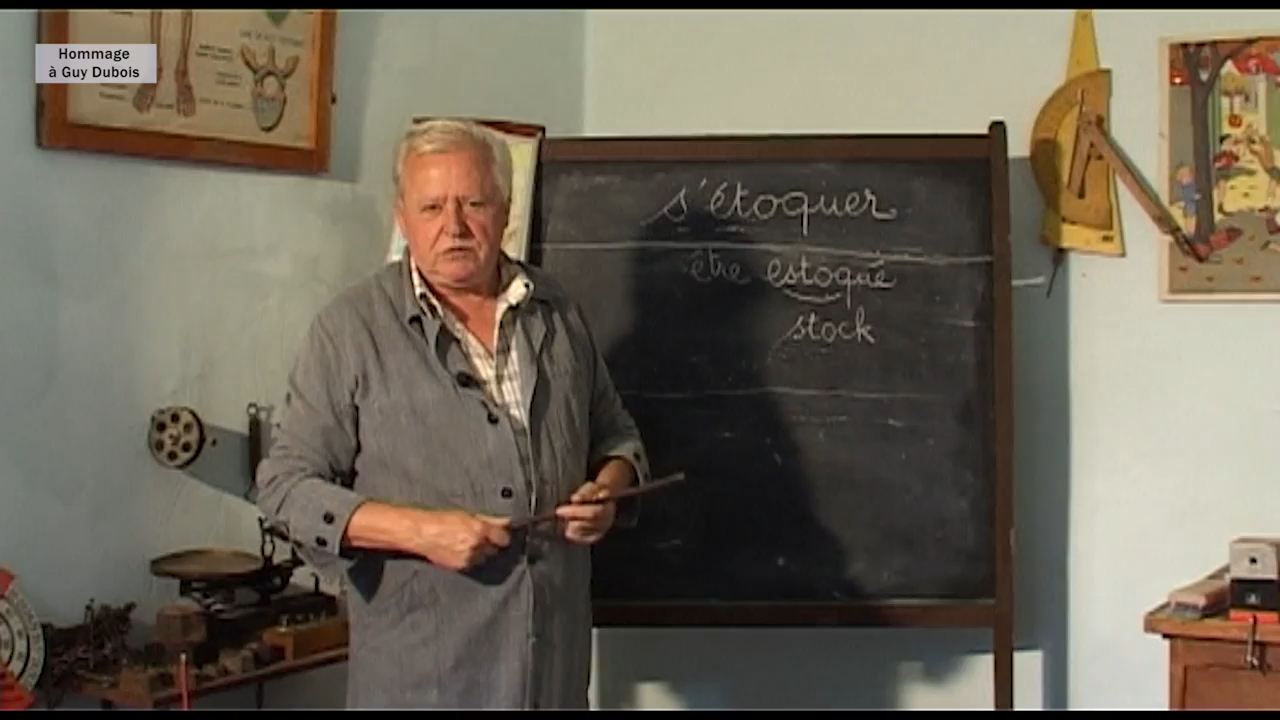 Hommage
à Guy Dubois
s'étoquer
être estoqué
stock